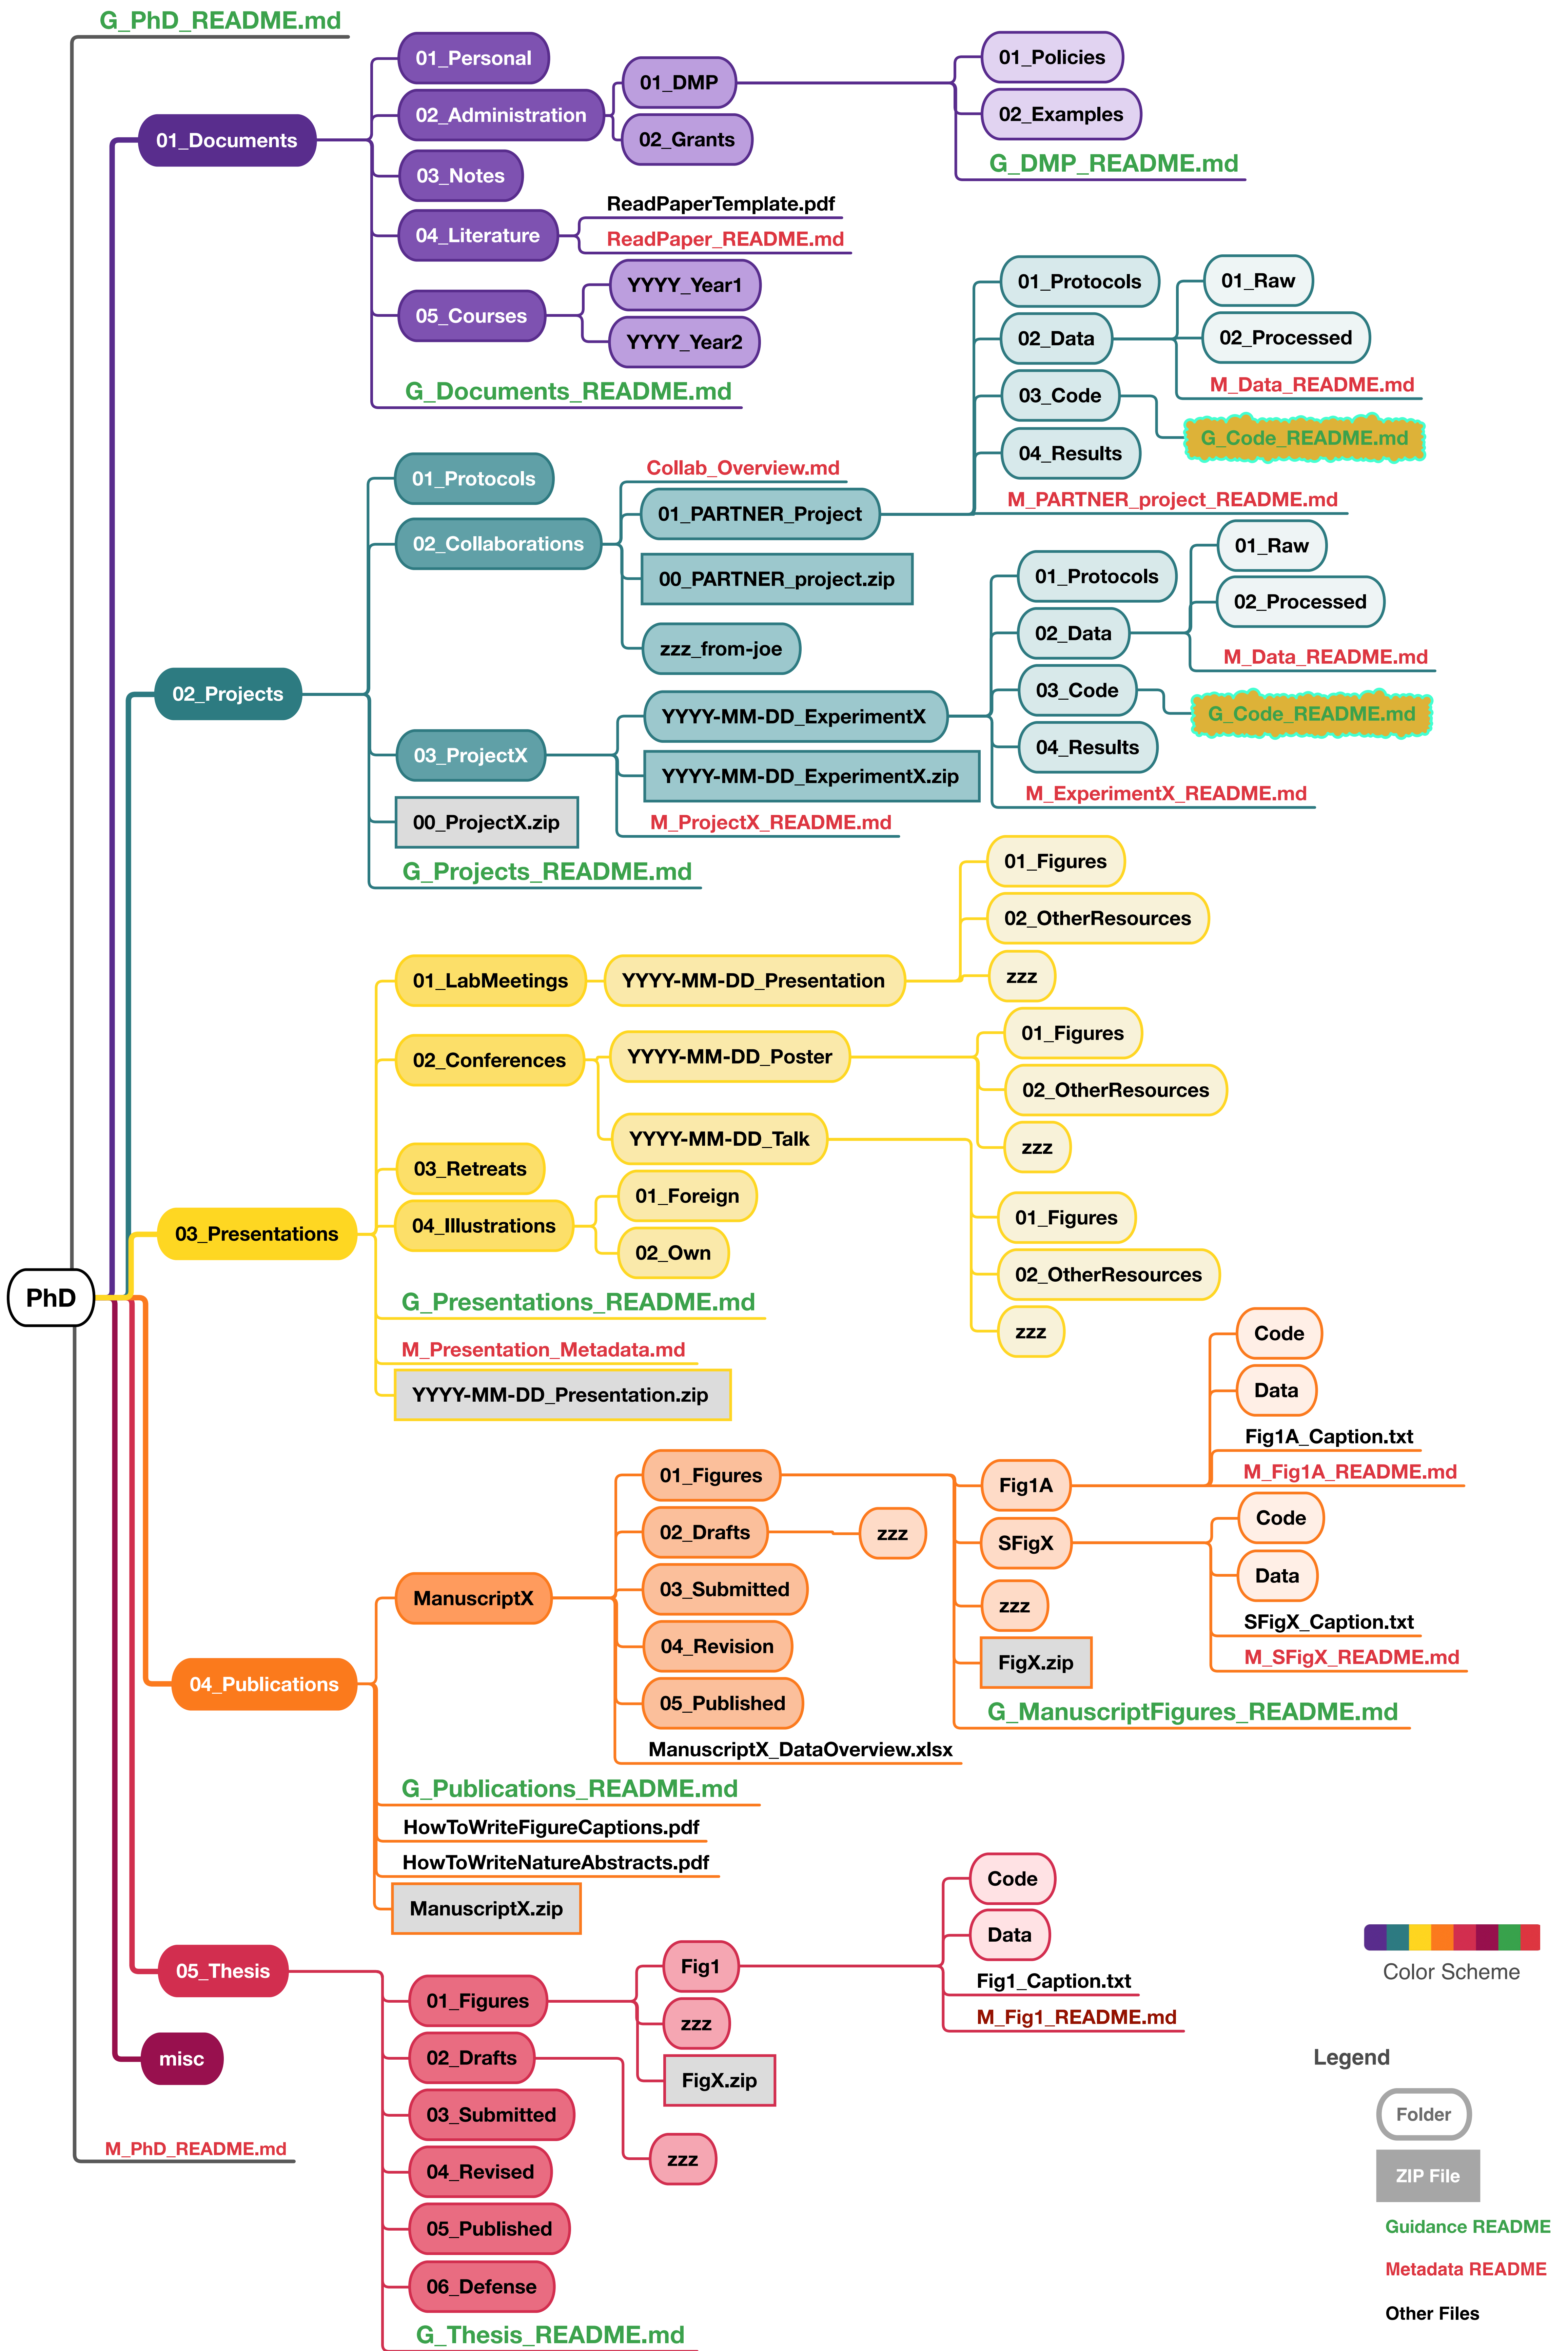 G_PhD_README.md
01_Documents
01_Personal
02_Administration
01_DMP
01_Policies
02_Examples
G_DMP_README.md
02_Grants
03_Notes
04_Literature
ReadPaperTemplate.pdf
ReadPaper_README.md
05_Courses
YYYY_Year1
YYYY_Year2
G_Documents_README.md
02_Projects
01_Protocols
02_Collaborations
Collab_Overview.md
01_PARTNER_Project
01_Protocols
02_Data
01_Raw
02_Processed
M_Data_README.md
03_Code
G_Code_README.md
04_Results
M_PARTNER_project_README.md
00_PARTNER_project.zip
zzz_from-joe
03_ProjectX
YYYY-MM-DD_ExperimentX
01_Protocols
02_Data
01_Raw
02_Processed
M_Data_README.md
03_Code
G_Code_README.md
04_Results
M_ExperimentX_README.md
YYYY-MM-DD_ExperimentX.zip
M_ProjectX_README.md
00_ProjectX.zip
G_Projects_README.md
PhD
03_Presentations
01_LabMeetings
YYYY-MM-DD_Presentation
01_Figures
02_OtherResources
zzz
02_Conferences
YYYY-MM-DD_Poster
01_Figures
02_OtherResources
zzz
YYYY-MM-DD_Talk
01_Figures
02_OtherResources
zzz
03_Retreats
04_Illustrations
01_Foreign
02_Own
G_Presentations_README.md
M_Presentation_Metadata.md
YYYY-MM-DD_Presentation.zip
04_Publications
ManuscriptX
01_Figures
Fig1A
Code
Data
Fig1A_Caption.txt
M_Fig1A_README.md
SFigX
Code
Data
SFigX_Caption.txt
M_SFigX_README.md
zzz
FigX.zip
G_ManuscriptFigures_README.md
02_Drafts
zzz
03_Submitted
04_Revision
05_Published
ManuscriptX_DataOverview.xlsx
G_Publications_README.md
HowToWriteFigureCaptions.pdf
HowToWriteNatureAbstracts.pdf
ManuscriptX.zip
05_Thesis
01_Figures
Fig1
Code
Data
Fig1_Caption.txt
M_Fig1_README.md
zzz
FigX.zip
02_Drafts
zzz
03_Submitted
04_Revised
05_Published
06_Defense
G_Thesis_README.md
misc
M_PhD_README.md
Color Scheme
Legend
Folder
ZIP File
Guidance README
Metadata README
Other Files